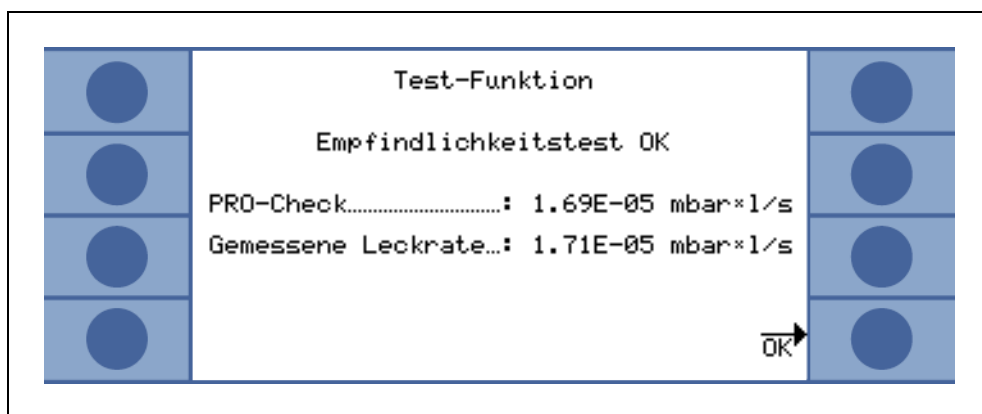 Test-Funktion
Empfindlichkeitstest OK
PRO-Check..............................: 1.69E-05 mbar*l/s
Gemessene Leckrate...: 1.71E-05 mbar*l/s
OK